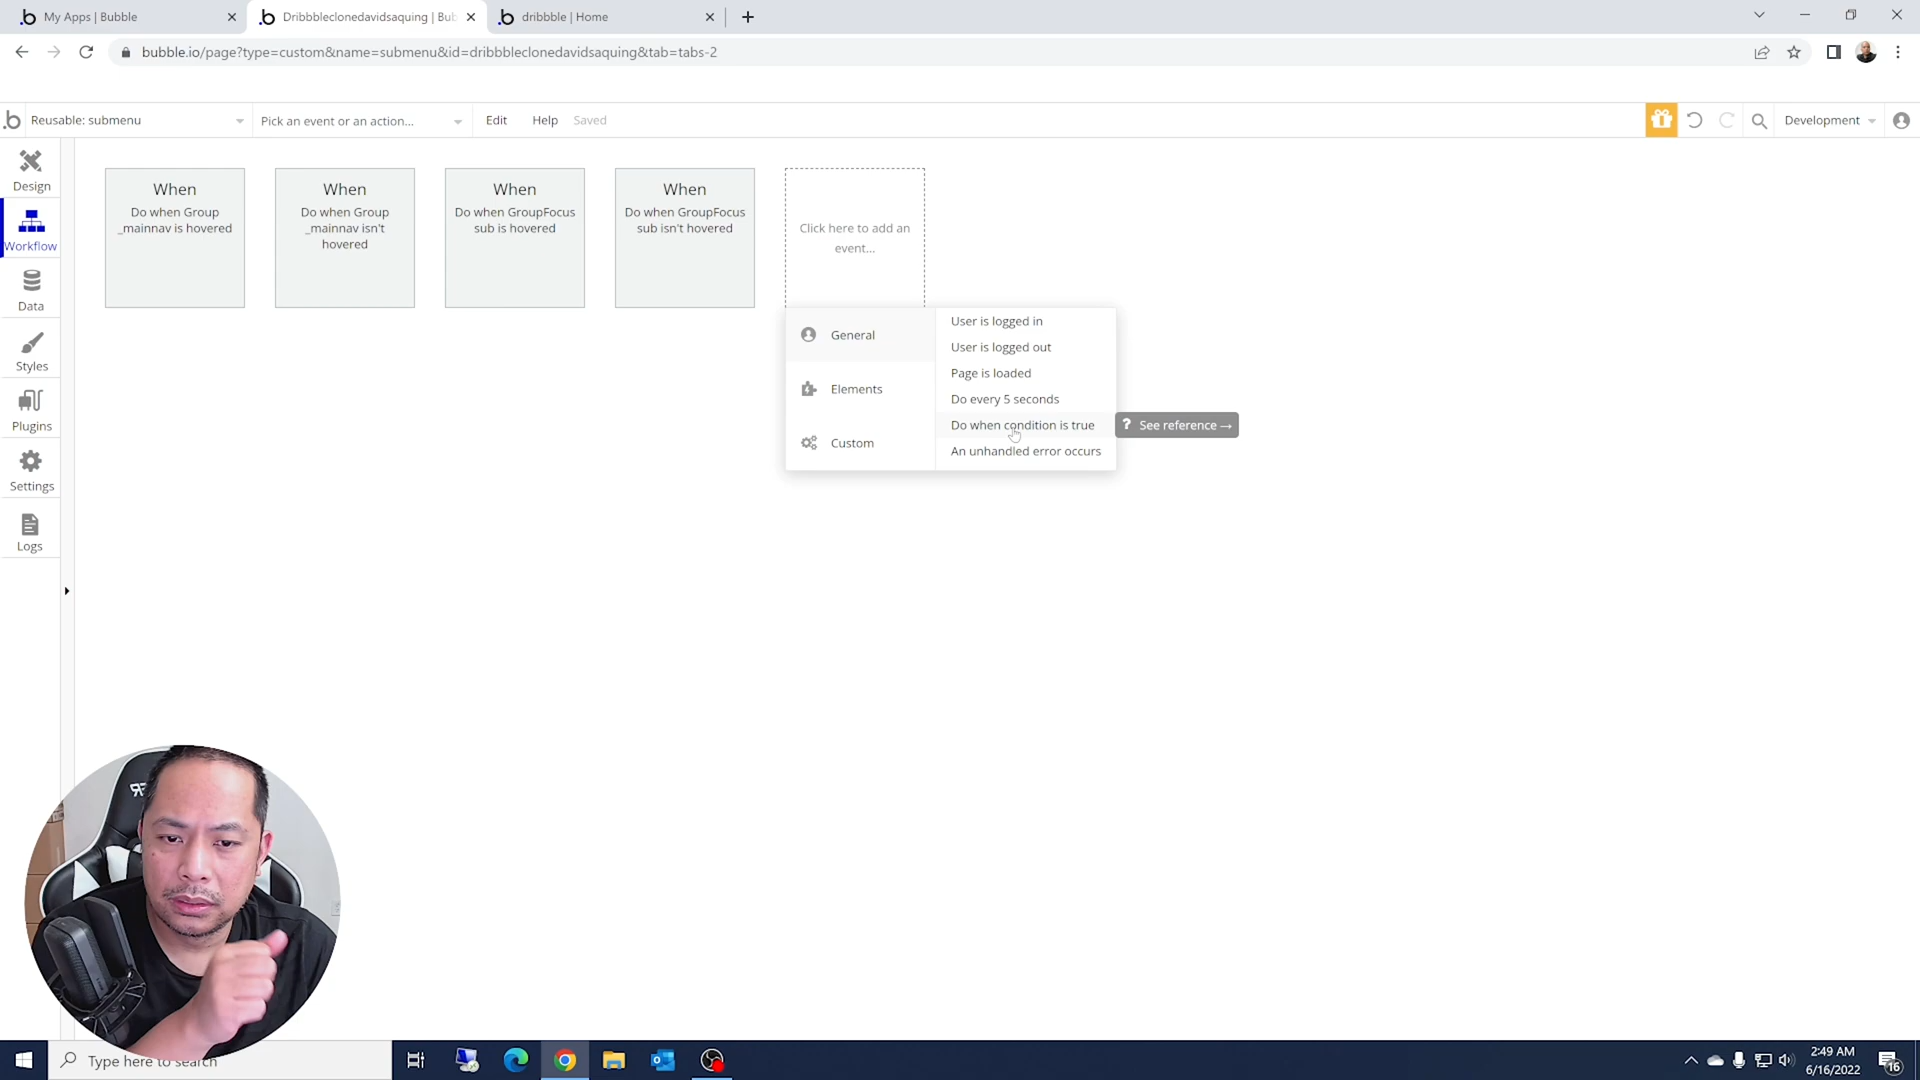 My Apps | Bubble
Dribbbleclonedavidsaquing | Bub
dribbble | Home
bubble.io/page?type=custom&name=submenu&id=dribbbleclonedavidsaquing&tab=tabs-2
Reusable: submenu
Pick an event or an action...
Edit
Help
Saved
Development
Design
Workflow
Data
Styles
Plugins
Settings
Logs
When
Do when Group
_mainnav is hovered
When
Do when Group
_mainnav isn't
hovered
When
Do when GroupFocus
sub is hovered
When
Do when GroupFocus
sub isn't hovered
Click here to add an
event...
General
Elements
Custom
User is logged in
User is logged out
Page is loaded
Do every 5 seconds
Do when condition is true
An unhandled error occurs
? See reference →
Type here to search
2:49 AM
6/16/2022
16